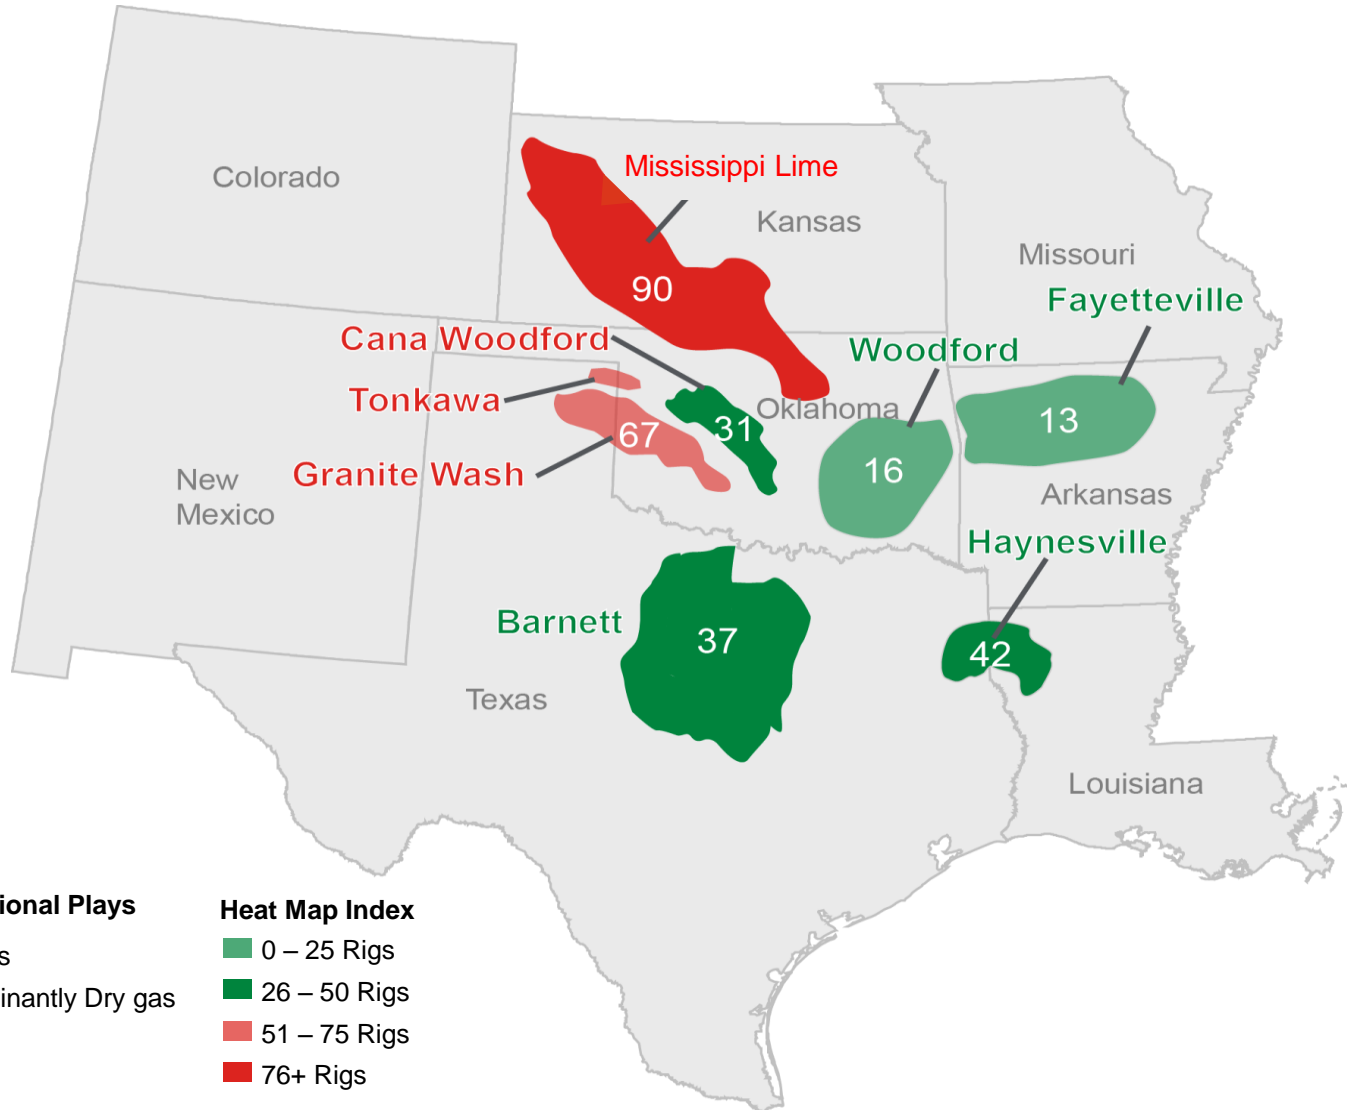 Colorado
Mississippi Lime
Kansas
Missouri
90
Fayetteville
Cana Woodford
Woodford
Tonkawa
Oklahoma
13
67
31
Granite Wash
16
New
Mexico
Arkansas
Haynesville
Barnett
37
42
Texas
Louisiana
ional Plays
s
inantly Dry gas
Heat Map Index
0 – 25 Rigs
26 – 50 Rigs
51 – 75 Rigs
76+ Rigs